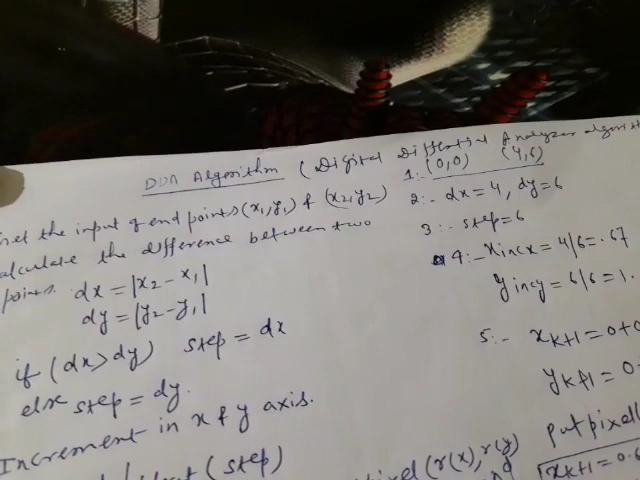 DDA Algorithm (Digital Differential Analyzer
the input of end points (x1, y1) & (x2, y2)
calculate the difference between two
points. dx = |x2 - x1|
dy = |y2 - y1|
if (dx > dy) step = dx
else step = dy.
Increment in x & y axis.
(step)
1:- (0,0) (4,6)
2:- dx = 4, dy = 6
3:- step = 6
4:- xincx = 4/6 = .67
yincy = 6/6 = 1.
5:- xk+1 = 0+0
yk+1 = 0+
putpixel(
(r(x), r(y)
xk+1 = 0.6